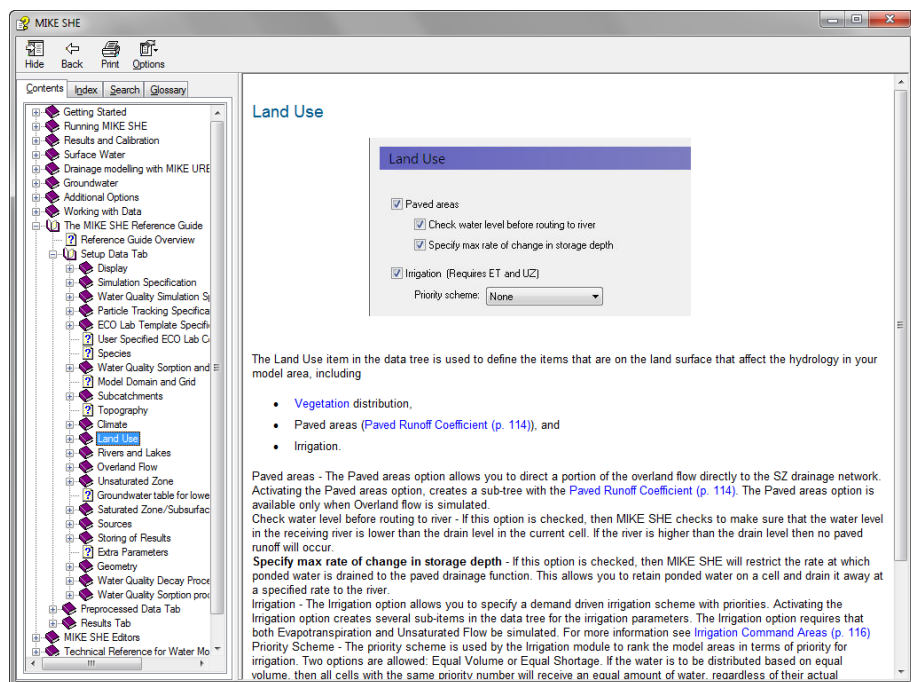 MIKE SHE
Hide Back Print Options
Contents Index Search Glossary
Getting Started
Running MIKE SHE
Results and Calibration
Surface Water
Drainage modelling with MIKE URE
Groundwater
Additional Options
Working with Data
The MIKE SHE Reference Guide
Reference Guide Overview
Setup Data Tab
Display
Simulation Specification
Water Quality Simulation Sp
Particle Tracking Specifica
ECO Lab Template Specifi
User Specified ECO Lab C
Species
Water Quality Sorption and
Model Domain and Grid
Subcatchments
Topography
Climate
Land Use
Rivers and Lakes
Overland Flow
Unsaturated Zone
Groundwater table for lowe
Saturated Zone/Subsurfac
Sources
Storing of Results
Extra Parameters
Geometry
Water Quality Decay Proce
Water Quality Sorption proc
Preprocessed Data Tab
Results Tab
MIKE SHE Editors
Technical Reference for Water Mo
Land Use
Land Use
Paved areas
Check water level before routing to river
Specify max rate of change in storage depth
Irrigation (Requires ET and UZ)
Priority scheme: None
The Land Use item in the data tree is used to define the items that are on the land surface that affect the hydrology in your
model area, including
• Vegetation distribution,
• Paved areas (Paved Runoff Coefficient (p. 114)), and
• Irrigation.
Paved areas - The Paved areas option allows you to direct a portion of the overland flow directly to the SZ drainage network.
Activating the Paved areas option, creates a sub-tree with the Paved Runoff Coefficient (p. 114). The Paved areas option is
available only when Overland flow is simulated.
Check water level before routing to river - If this option is checked, then MIKE SHE checks to make sure that the water level
in the receiving river is lower than the drain level in the current cell. If the river is higher than the drain level then no paved
runoff will occur.
Specify max rate of change in storage depth - If this option is checked, then MIKE SHE will restrict the rate at which
ponded water is drained to the paved drainage function. This allows you to retain ponded water on a cell and drain it away at
a specified rate to the river.
Irrigation - The Irrigation option allows you to specify a demand driven irrigation scheme with priorities. Activating the
Irrigation option creates several sub-items in the data tree for the irrigation parameters. The Irrigation option requires that
both Evapotranspiration and Unsaturated Flow be simulated. For more information see Irrigation Command Areas (p. 116)
Priority Scheme - The priority scheme is used by the Irrigation module to rank the model areas in terms of priority for
irrigation. Two options are allowed: Equal Volume or Equal Shortage. If the water is to be distributed based on equal
volume, then all cells with the same priority number will receive an equal amount of water, regardless of their actual